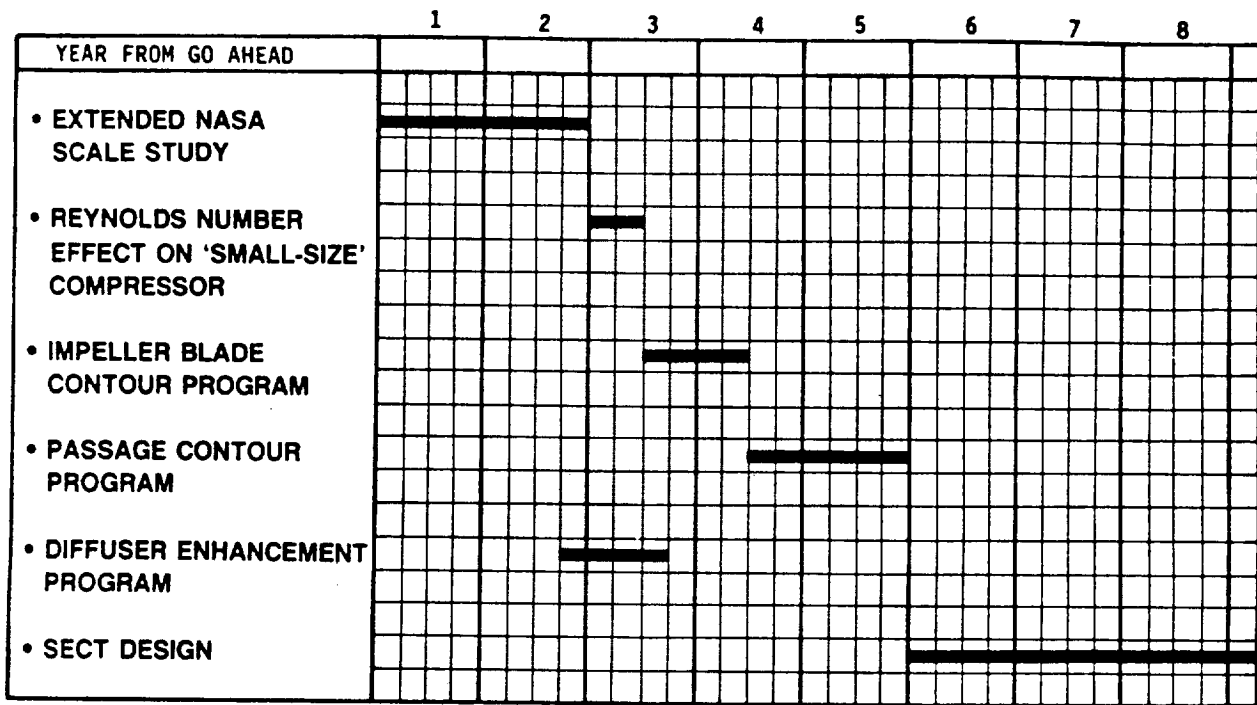 1 2 3 4 5 6 7 8
YEAR FROM GO AHEAD
• EXTENDED NASA
SCALE STUDY
• REYNOLDS NUMBER
EFFECT ON ‘SMALL-SIZE’
COMPRESSOR
• IMPELLER BLADE
CONTOUR PROGRAM
• PASSAGE CONTOUR
PROGRAM
• DIFFUSER ENHANCEMENT
PROGRAM
• SECT DESIGN